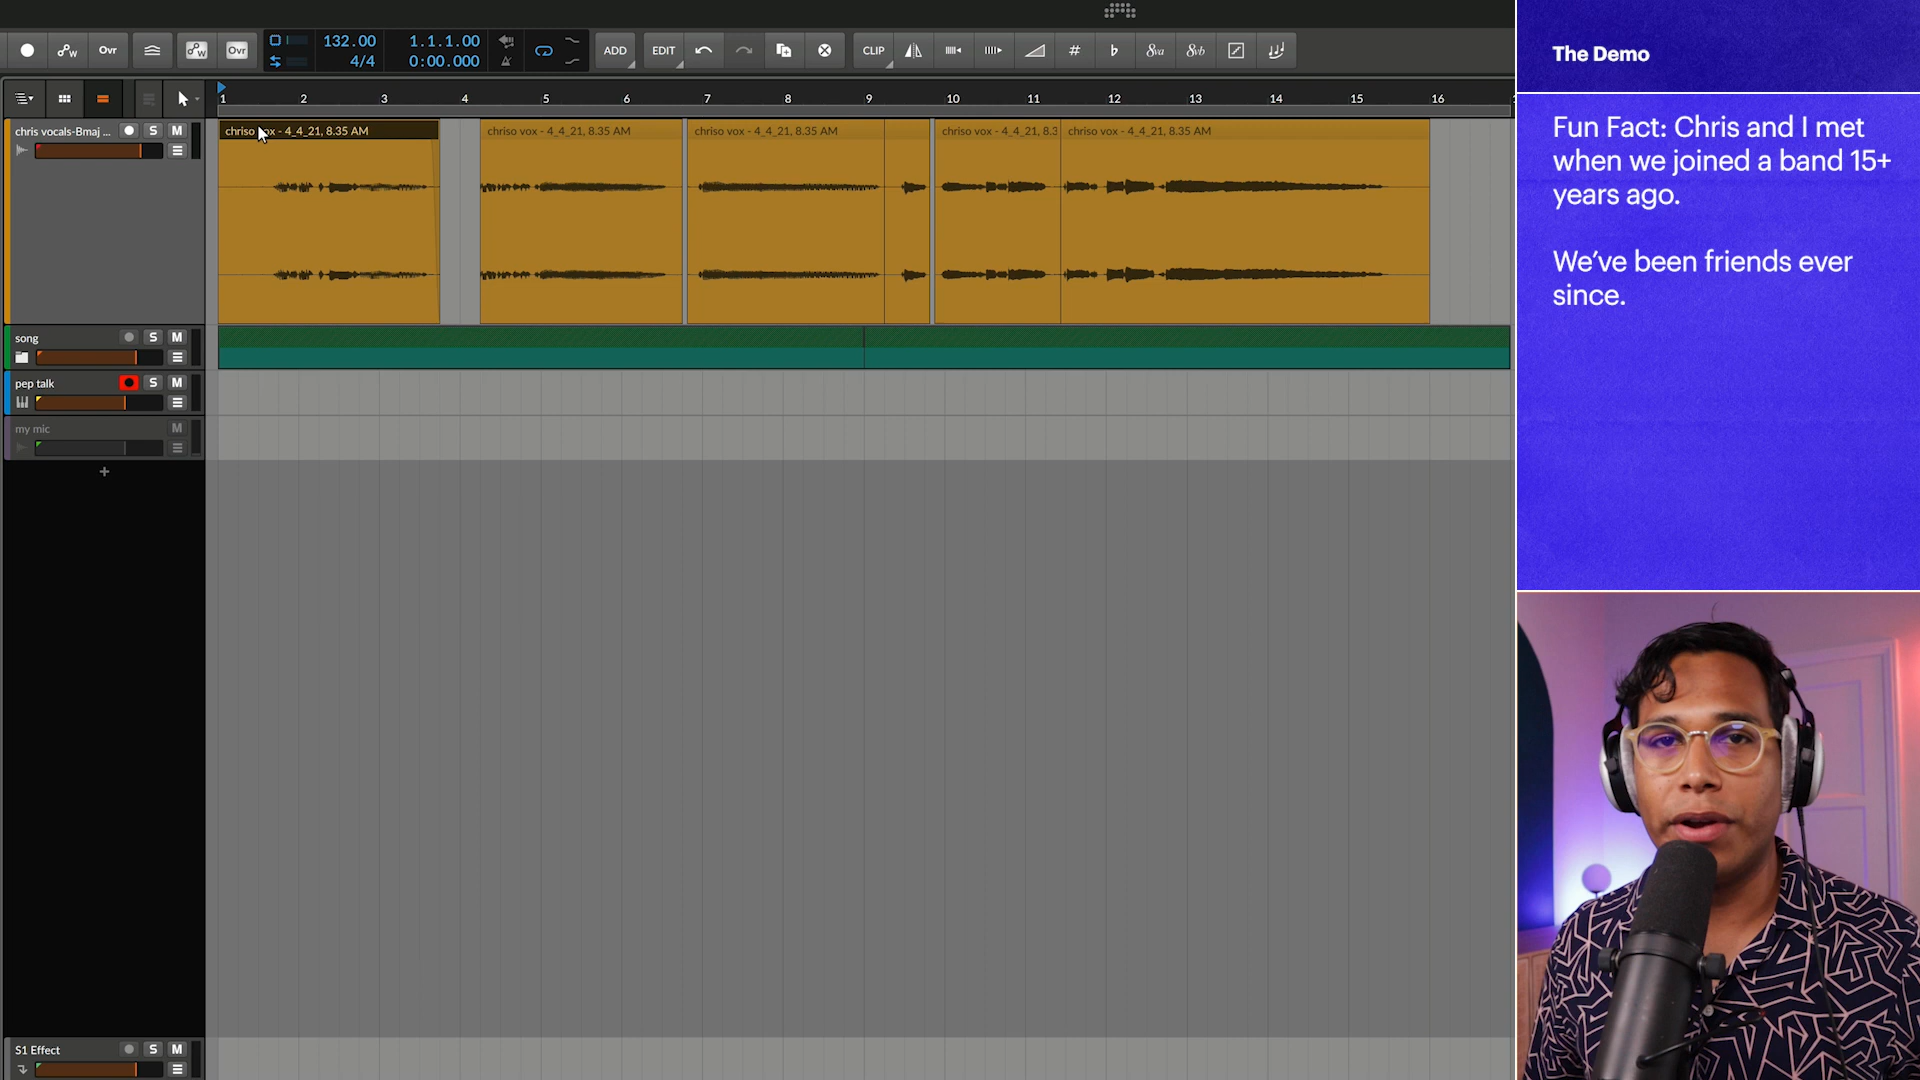 Ovr
Ovr
132.00
4/4
1.1.1.00
0:00.000
ADD
EDIT
CLIP
#
8va
8vb
The Demo
1 2 3 4 5 6 7 8 9 10 11 12 13 14 15 16
chris vocals-Bmaj ...
S M
chriso vox - 4_4_21, 8.35 AM
chriso vox - 4_4_21, 8.35 AM
chriso vox - 4_4_21, 8.35 AM
chriso vox - 4_4_21, 8.3
chriso vox - 4_4_21, 8.35 AM
Fun Fact: Chris and I met
when we joined a band 15+
years ago.
We’ve been friends ever
since.
song
S M
pep talk
S M
my mic
M
+
S1 Effect
S M